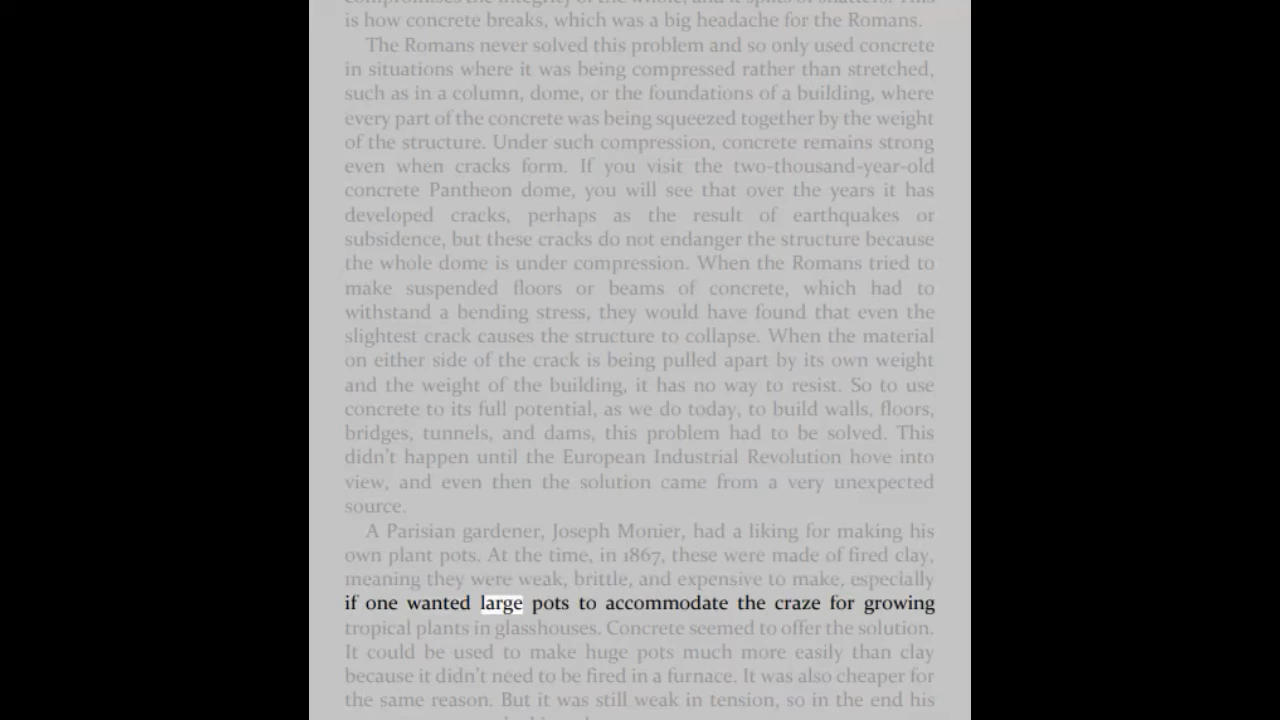 compromises the integrity of the whole, and it splits or shatters. This
is how concrete breaks, which was a big headache for the Romans.
The Romans never solved this problem and so only used concrete
in situations where it was being compressed rather than stretched,
such as in a column, dome, or the foundations of a building, where
every part of the concrete was being squeezed together by the weight
of the structure. Under such compression, concrete remains strong
even when cracks form. If you visit the two-thousand-year-old
concrete Pantheon dome, you will see that over the years it has
developed cracks, perhaps as the result of earthquakes or
subsidence, but these cracks do not endanger the structure because
the whole dome is under compression. When the Romans tried to
make suspended floors or beams of concrete, which had to
withstand a bending stress, they would have found that even the
slightest crack causes the structure to collapse. When the material
on either side of the crack is being pulled apart by its own weight
and the weight of the building, it has no way to resist. So to use
concrete to its full potential, as we do today, to build walls, floors,
bridges, tunnels, and dams, this problem had to be solved. This
didn't happen until the European Industrial Revolution hove into
view, and even then the solution came from a very unexpected
source.
A Parisian gardener, Joseph Monier, had a liking for making his
own plant pots. At the time, in 1867, these were made of fired clay,
meaning they were weak, brittle, and expensive to make, especially
if one wanted large pots to accommodate the craze for growing
tropical plants in glasshouses. Concrete seemed to offer the solution.
It could be used to make huge pots much more easily than clay
because it didn't need to be fired in a furnace. It was also cheaper for
the same reason. But it was still weak in tension, so in the end his